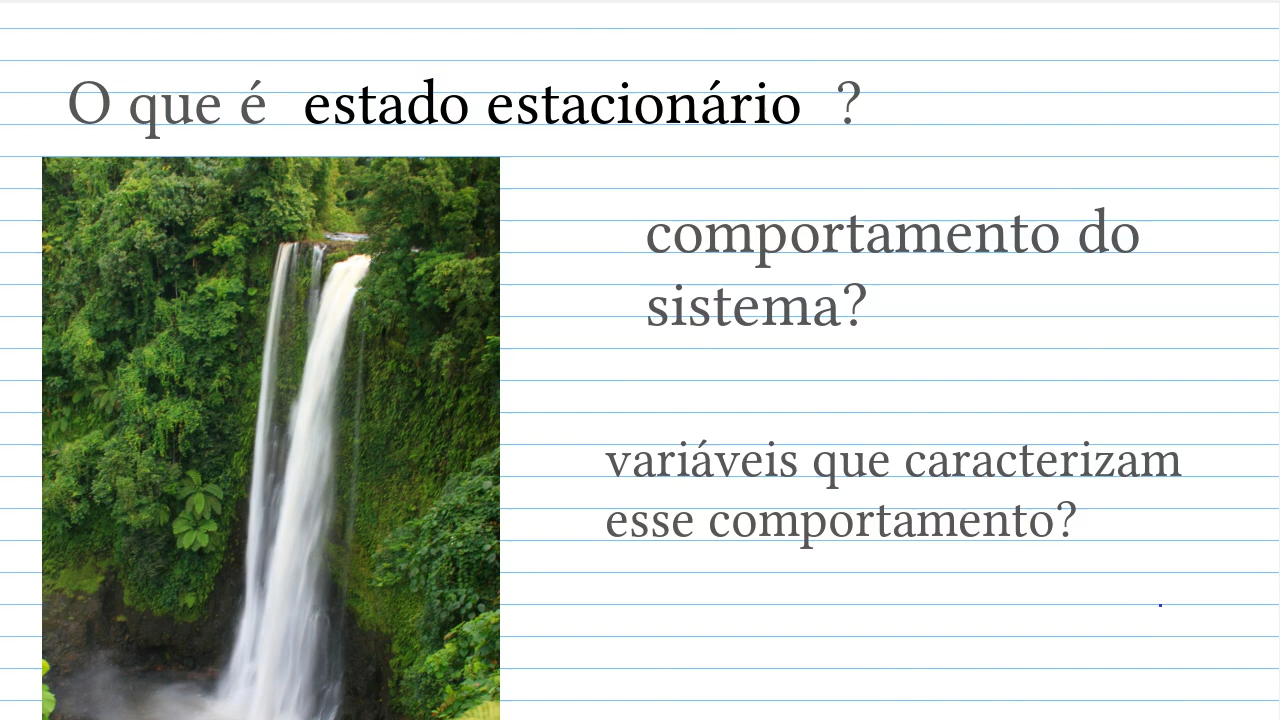 O que é estado estacionário ?
comportamento do
sistema?
variáveis que caracterizam
esse comportamento?